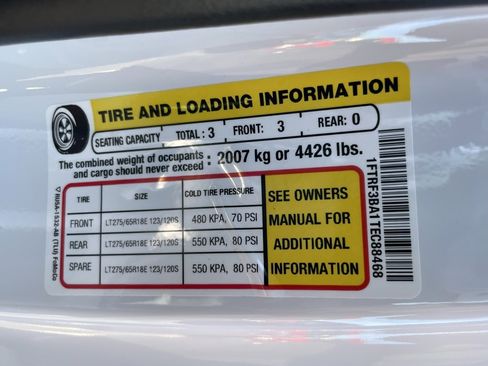 TIRE AND LOADING INFORMATION
SEATING CAPACITY TOTAL: 3 FRONT: 3 REAR: 0
The combined weight of occupants and cargo should never exceed : 2007 kg or 4426 lbs.
TIRE SIZE COLD TIRE PRESSURE
FRONT LT275/65R18E 123/120S 480 KPA, 70 PSI
REAR LT275/65R18E 123/120S 550 KPA, 80 PSI
SPARE LT275/65R18E 123/120S 550 KPA, 80 PSI
SEE OWNERS
MANUAL FOR
ADDITIONAL
INFORMATION
1FTRF3BA1TEC88468